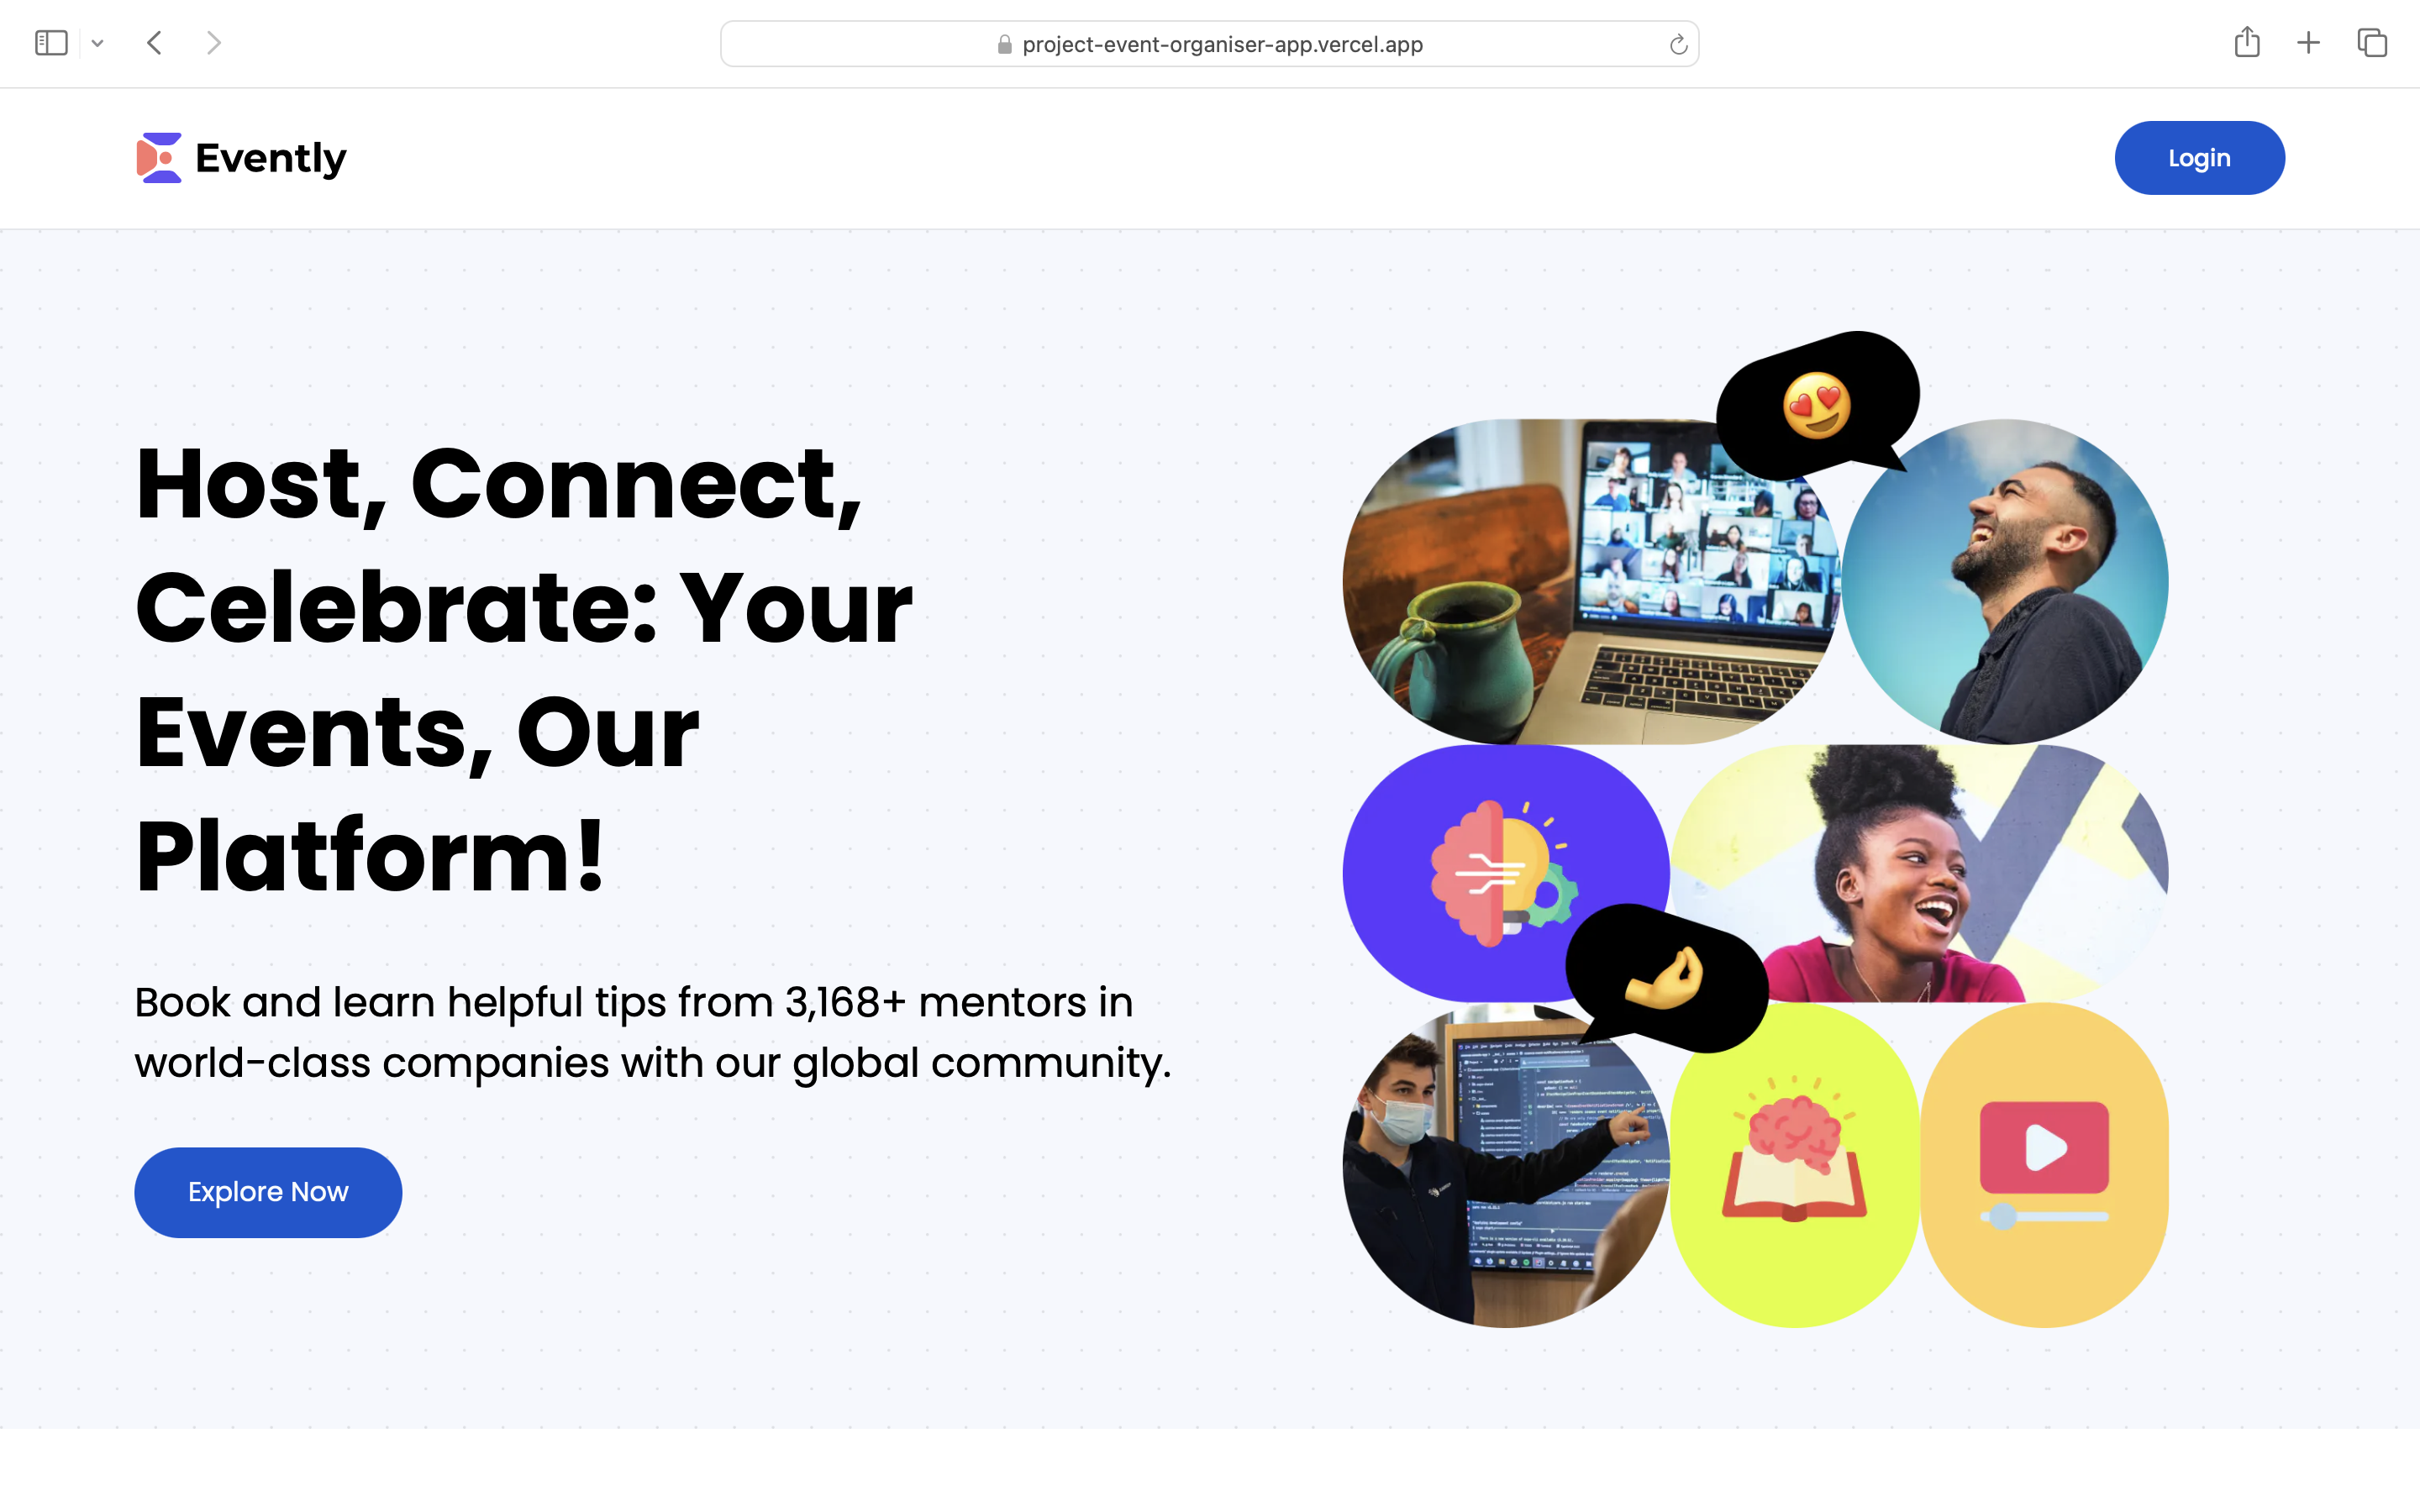 project-event-organiser-app.vercel.app
Evently
Login
Host, Connect,
Celebrate: Your
Events, Our
Platform!
Book and learn helpful tips from 3,168+ mentors in
world-class companies with our global community.
Explore Now